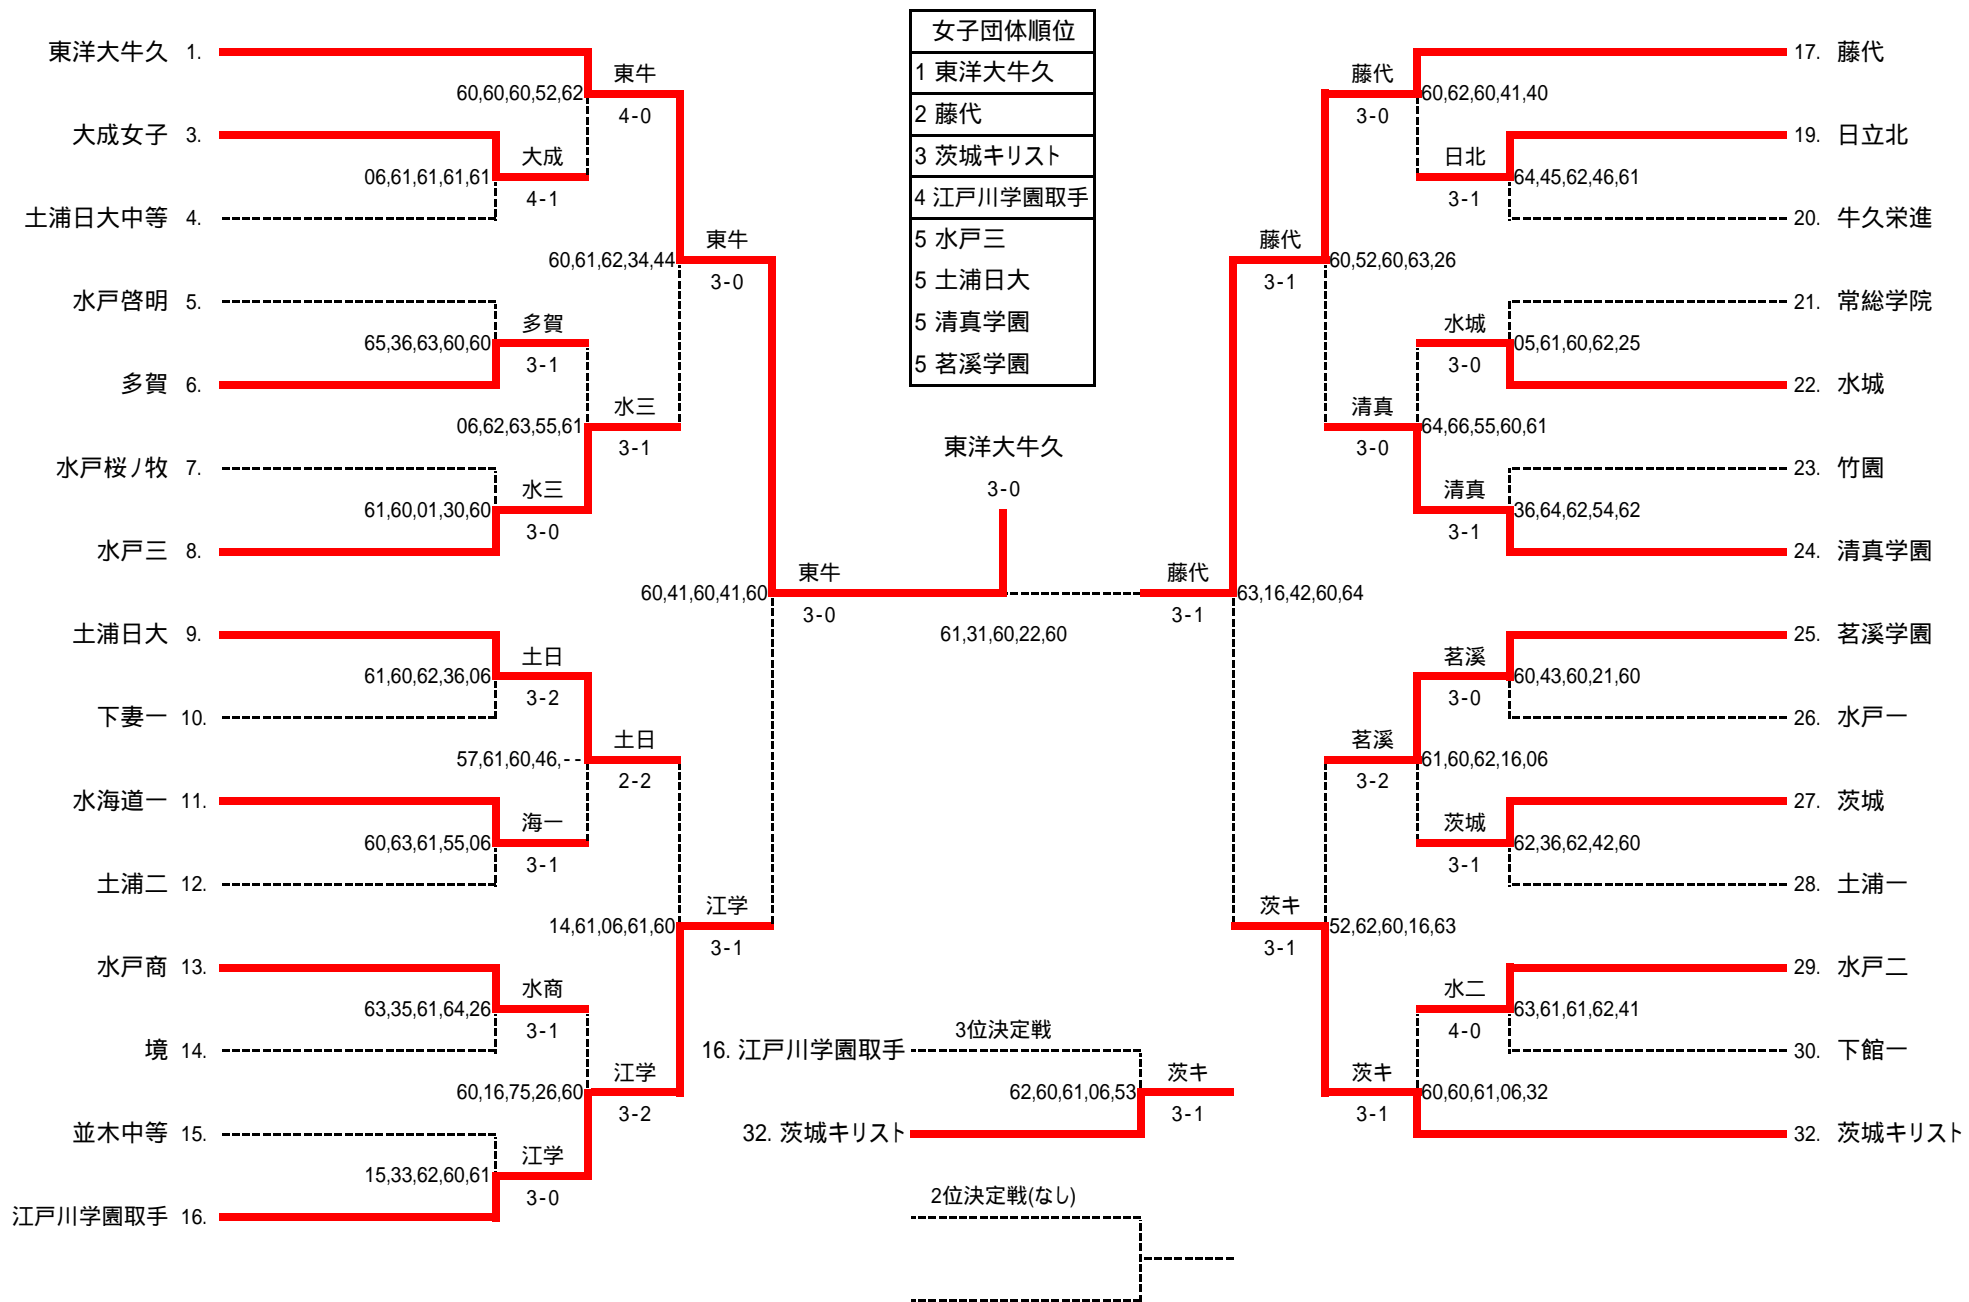 女子団体順位
1 東洋大牛久
2 藤代
3 茨城キリスト
4 江戸川学園取手
5 水戸三
5 土浦日大
5 清真学園
5 茗溪学園
東洋大牛久 1.
60,60,60,52,62
東牛
4-0
大成女子 3.
06,61,61,61,61
大成
4-1
土浦日大中等 4.
60,61,62,34,44
東牛
3-0
水戸啓明 5.
65,36,63,60,60
多賀
3-1
多賀 6.
06,62,63,55,61
水三
3-1
水戸桜ノ牧 7.
61,60,01,30,60
水三
3-0
水戸三 8.
60,41,60,41,60
東牛
3-0
土浦日大 9.
61,60,62,36,06
土日
3-2
下妻一 10.
57,61,60,46,--
土日
2-2
水海道一 11.
60,63,61,55,06
海一
3-1
土浦二 12.
14,61,06,61,60
江学
3-1
水戸商 13.
63,35,61,64,26
水商
3-1
境 14.
60,16,75,26,60
江学
3-2
並木中等 15.
15,33,62,60,61
江学
3-0
江戸川学園取手 16.
東洋大牛久
3-0
61,31,60,22,60
17. 藤代
藤代
3-0
60,62,60,41,40
19. 日立北
日北
3-1
64,45,62,46,61
20. 牛久栄進
藤代
3-1
60,52,60,63,26
21. 常総学院
水城
3-0
05,61,60,62,25
22. 水城
清真
3-0
64,66,55,60,61
23. 竹園
清真
3-1
36,64,62,54,62
24. 清真学園
藤代
3-1
63,16,42,60,64
25. 茗溪学園
茗溪
3-0
60,43,60,21,60
26. 水戸一
茗溪
3-2
61,60,62,16,06
27. 茨城
茨城
3-1
62,36,62,42,60
28. 土浦一
茨キ
3-1
52,62,60,16,63
29. 水戸二
水二
4-0
63,61,61,62,41
30. 下館一
茨キ
3-1
60,60,61,06,32
32. 茨城キリスト
3位決定戦
16. 江戸川学園取手
62,60,61,06,53
茨キ
3-1
32. 茨城キリスト
2位決定戦(なし)